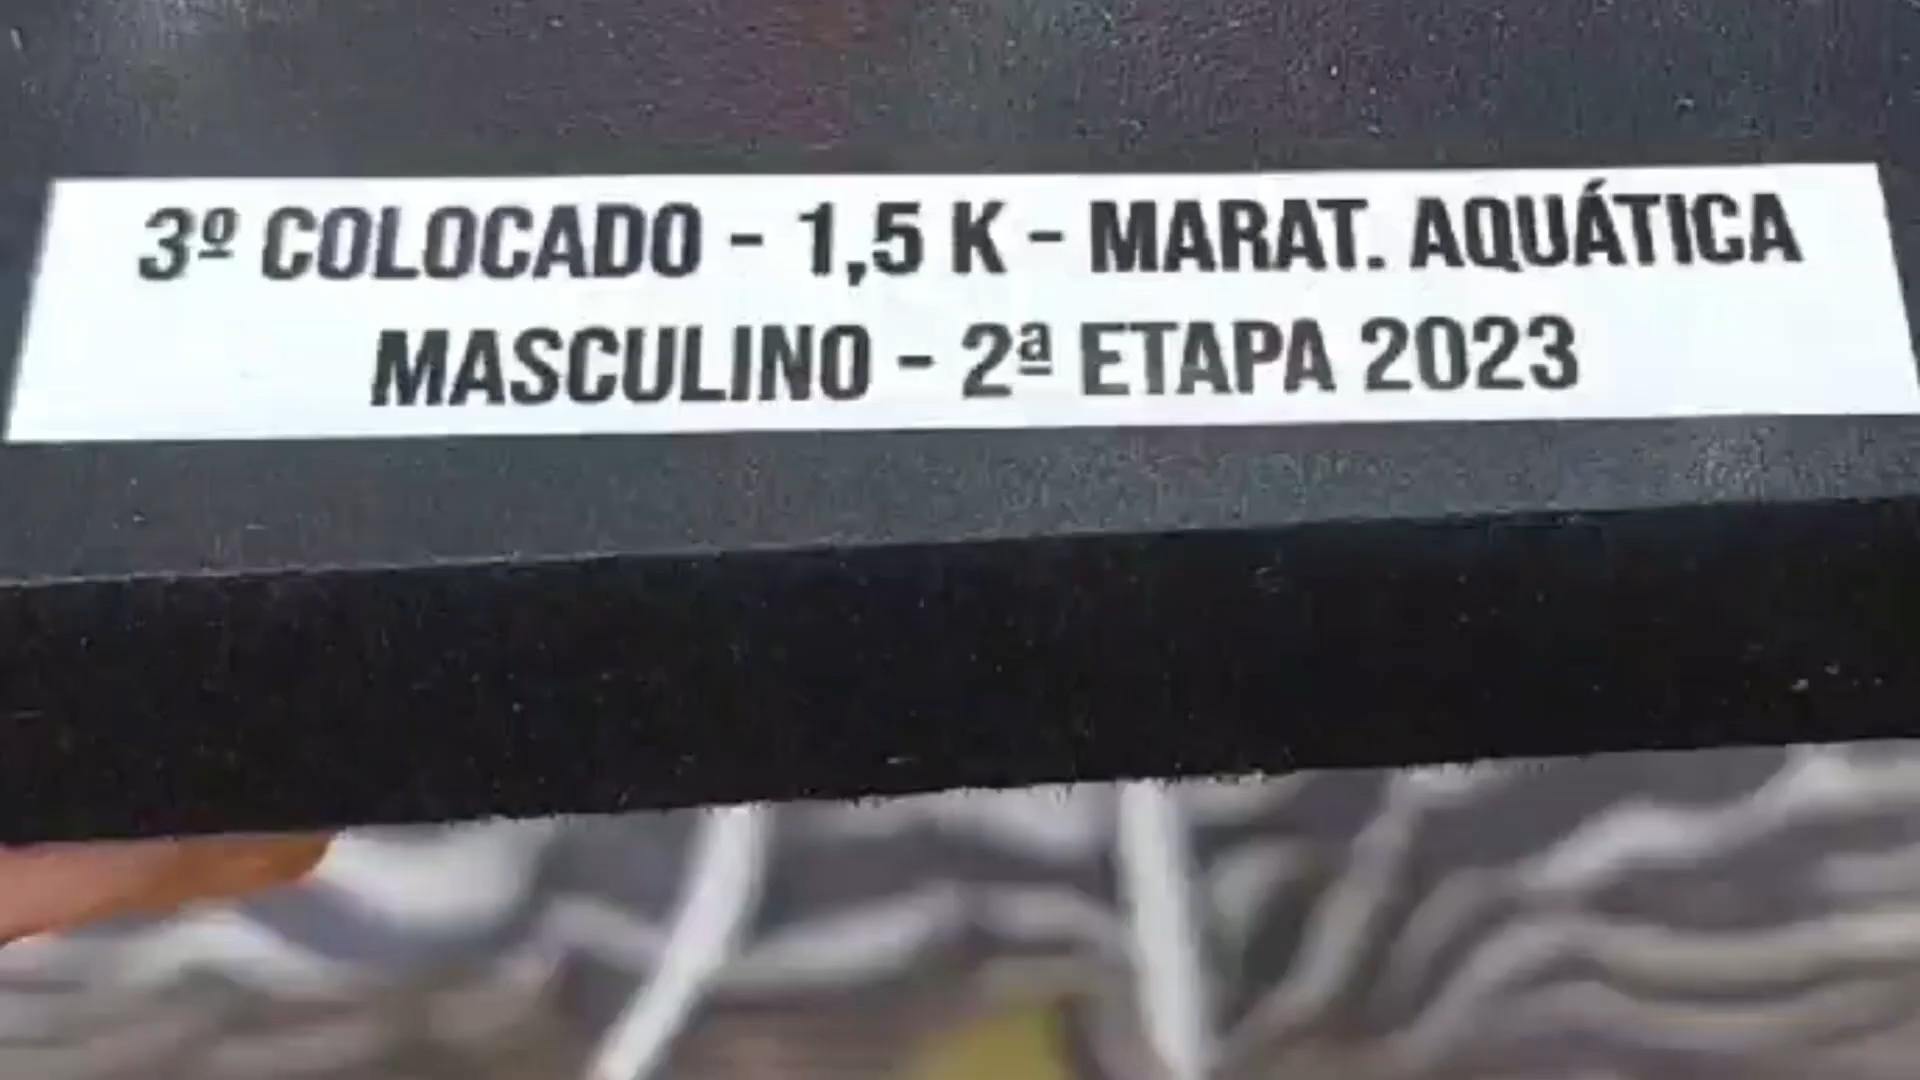 3º COLOCADO - 1,5 K - MARAT. AQUÁTICA
MASCULINO - 2ª ETAPA 2023